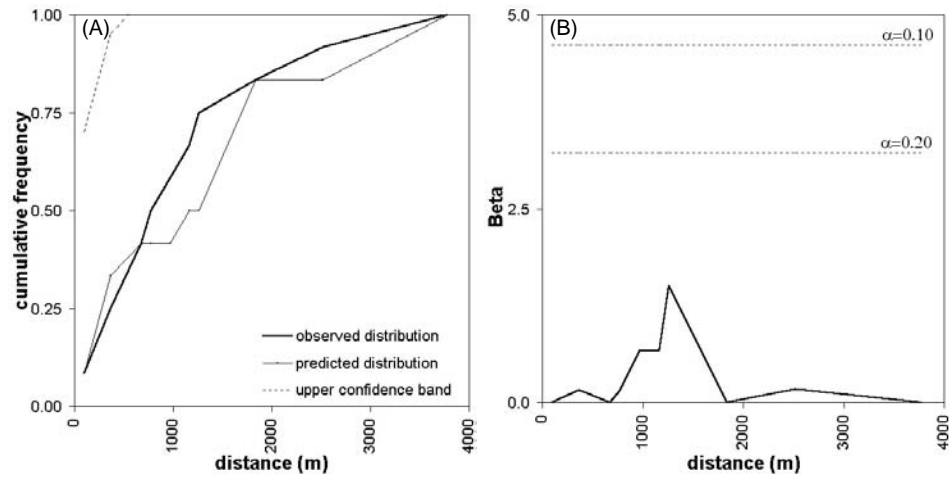 (A)
1.00
0.75
0.50
0.25
0.00
cumulative frequency
observed distribution
predicted distribution
upper confidence band
0
1000
2000
3000
4000
distance (m)
(B)
5.0
2.5
0.0
Beta
α=0.10
α=0.20
0
1000
2000
3000
4000
distance (m)